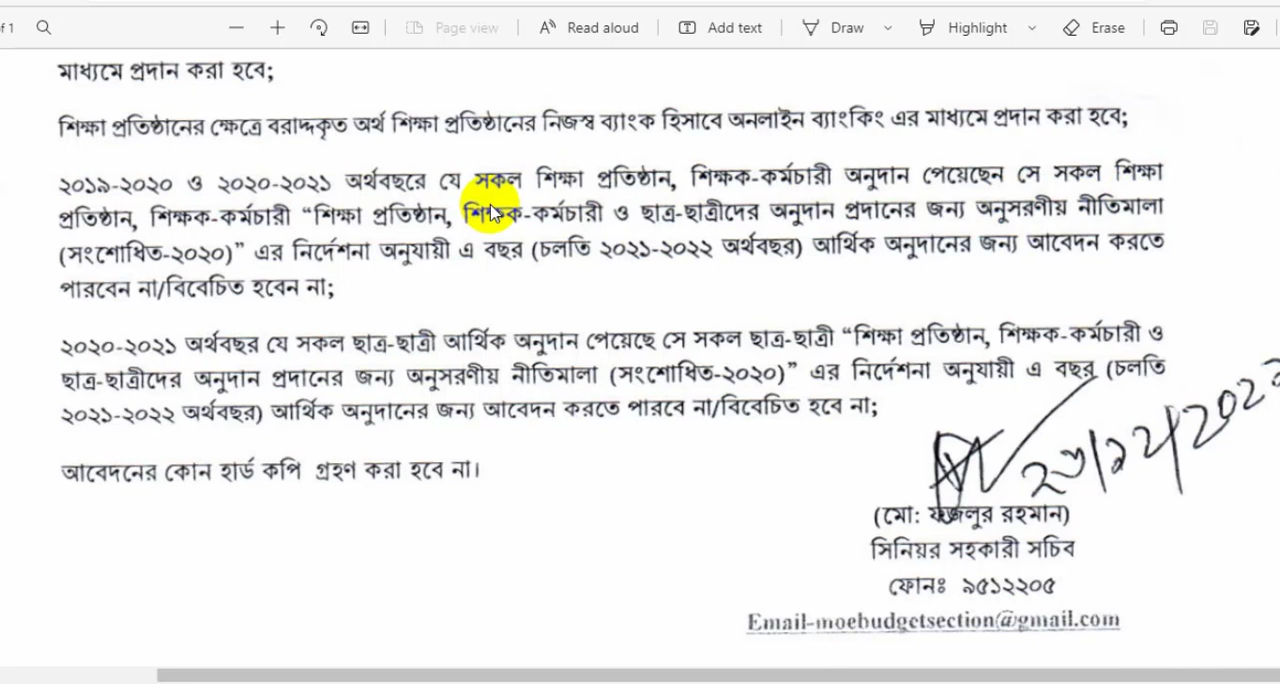 of 1 Page view Read aloud Add text Draw Highlight Erase
মাধ্যমে প্রদান করা হবে;
শিক্ষা প্রতিষ্ঠানের ক্ষেত্রে বরাদ্দকৃত অর্থ শিক্ষা প্রতিষ্ঠানের নিজস্ব ব্যাংক হিসাবে অনলাইন ব্যাংকিং এর মাধ্যমে প্রদান করা হবে;
২০১৯-২০২০ ও ২০২০-২০২১ অর্থবছরে যে সকল শিক্ষা প্রতিষ্ঠান, শিক্ষক-কর্মচারী অনুদান পেয়েছেন সে সকল শিক্ষা
প্রতিষ্ঠান, শিক্ষক-কর্মচারী “শিক্ষা প্রতিষ্ঠান, শিক্ষক-কর্মচারী ও ছাত্র-ছাত্রীদের অনুদান প্রদানের জন্য অনুসরণীয় নীতিমালা
(সংশোধিত-২০২০)” এর নির্দেশনা অনুযায়ী এ বছর (চলতি ২০২১-২০২২ অর্থবছর) আর্থিক অনুদানের জন্য আবেদন করতে
পারবেন না/বিবেচিত হবেন না;
২০২০-২০২১ অর্থবছর যে সকল ছাত্র-ছাত্রী আর্থিক অনুদান পেয়েছে সে সকল ছাত্র-ছাত্রী “শিক্ষা প্রতিষ্ঠান, শিক্ষক-কর্মচারী ও
ছাত্র-ছাত্রীদের অনুদান প্রদানের জন্য অনুসরণীয় নীতিমালা (সংশোধিত-২০২০)” এর নির্দেশনা অনুযায়ী এ বছর (চলতি
২০২১-২০২২ অর্থবছর) আর্থিক অনুদানের জন্য আবেদন করতে পারবে না/বিবেচিত হবে না;
আবেদনের কোন হার্ড কপি গ্রহণ করা হবে না।
(মো: ফজলুর রহমান)
সিনিয়র সহকারী সচিব
ফোনঃ ৯৫১২২০৫
Email-moebudgetsection@gmail.com